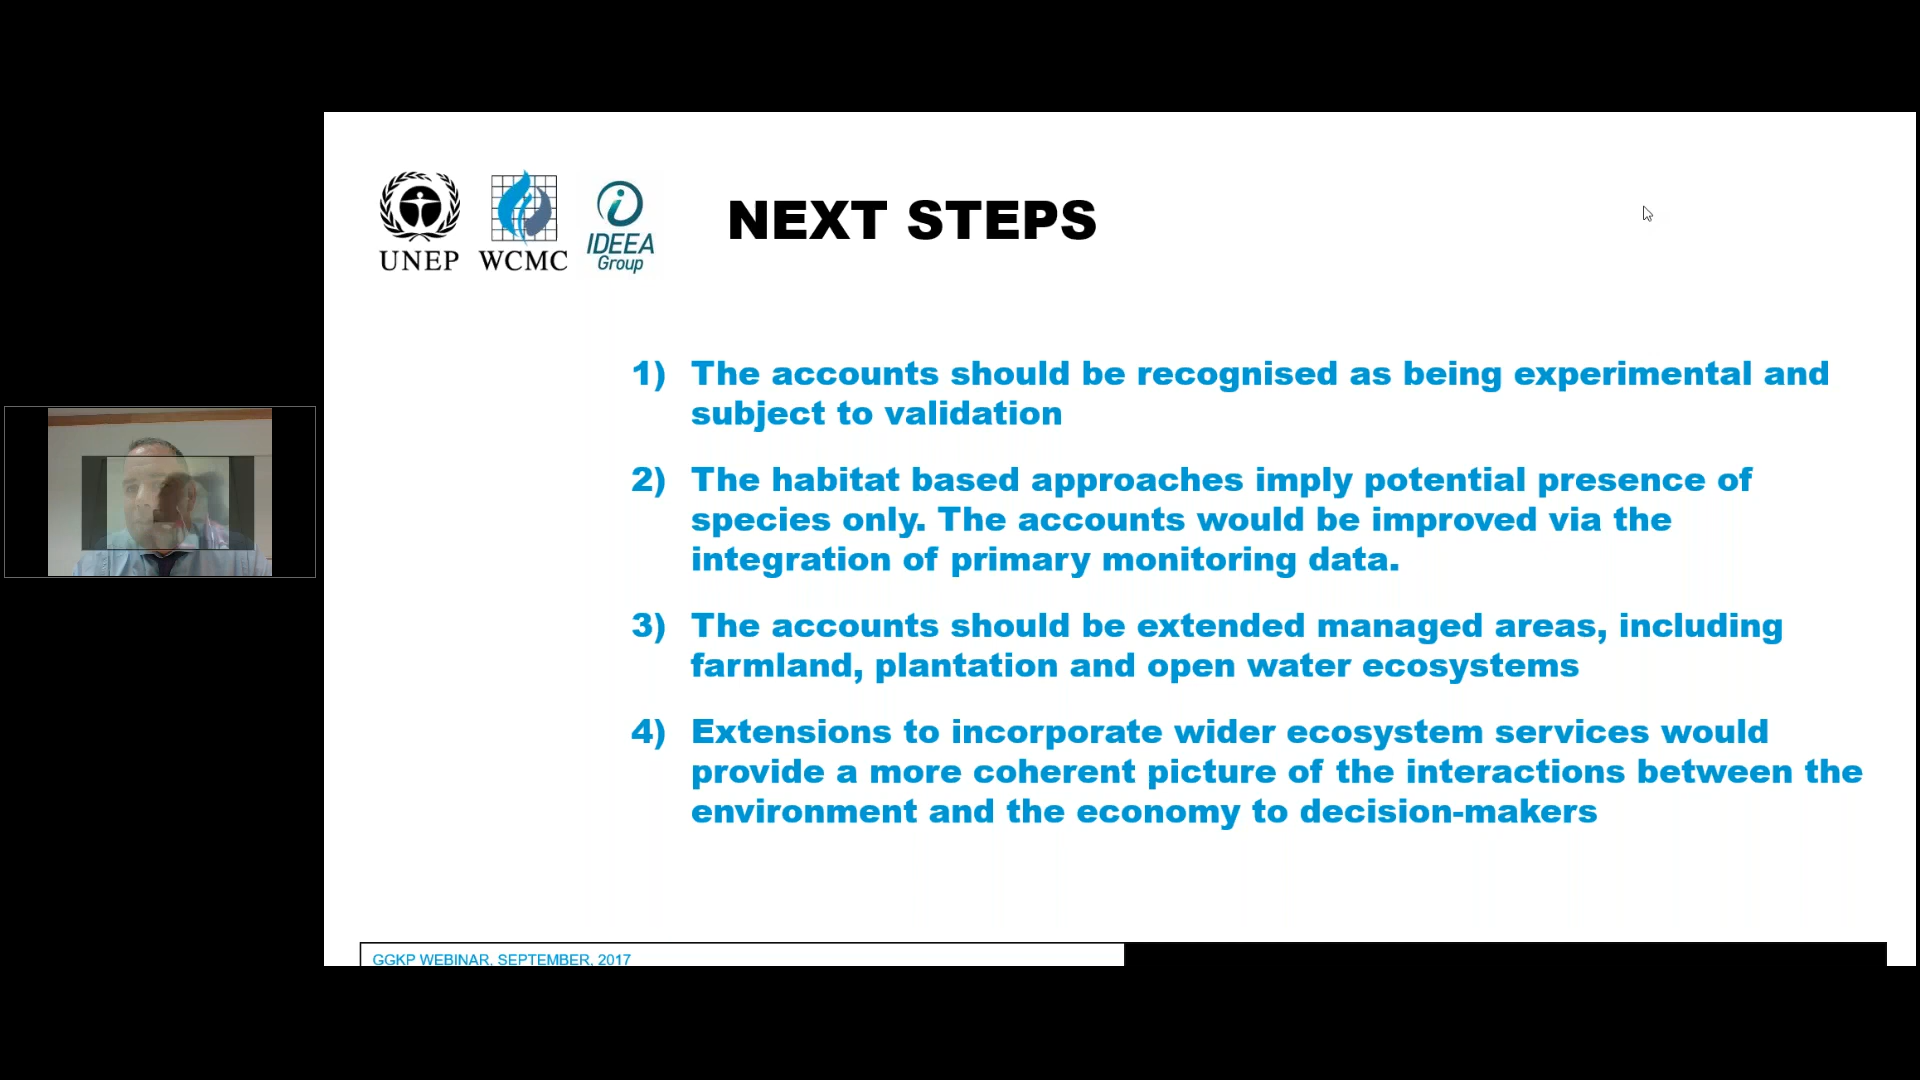 UNEP WCMC IDEEA
Group
NEXT STEPS
1) The accounts should be recognised as being experimental and
subject to validation
2) The habitat based approaches imply potential presence of
species only. The accounts would be improved via the
integration of primary monitoring data.
3) The accounts should be extended managed areas, including
farmland, plantation and open water ecosystems
4) Extensions to incorporate wider ecosystem services would
provide a more coherent picture of the interactions between the
environment and the economy to decision-makers
GGKP WEBINAR, SEPTEMBER, 2017